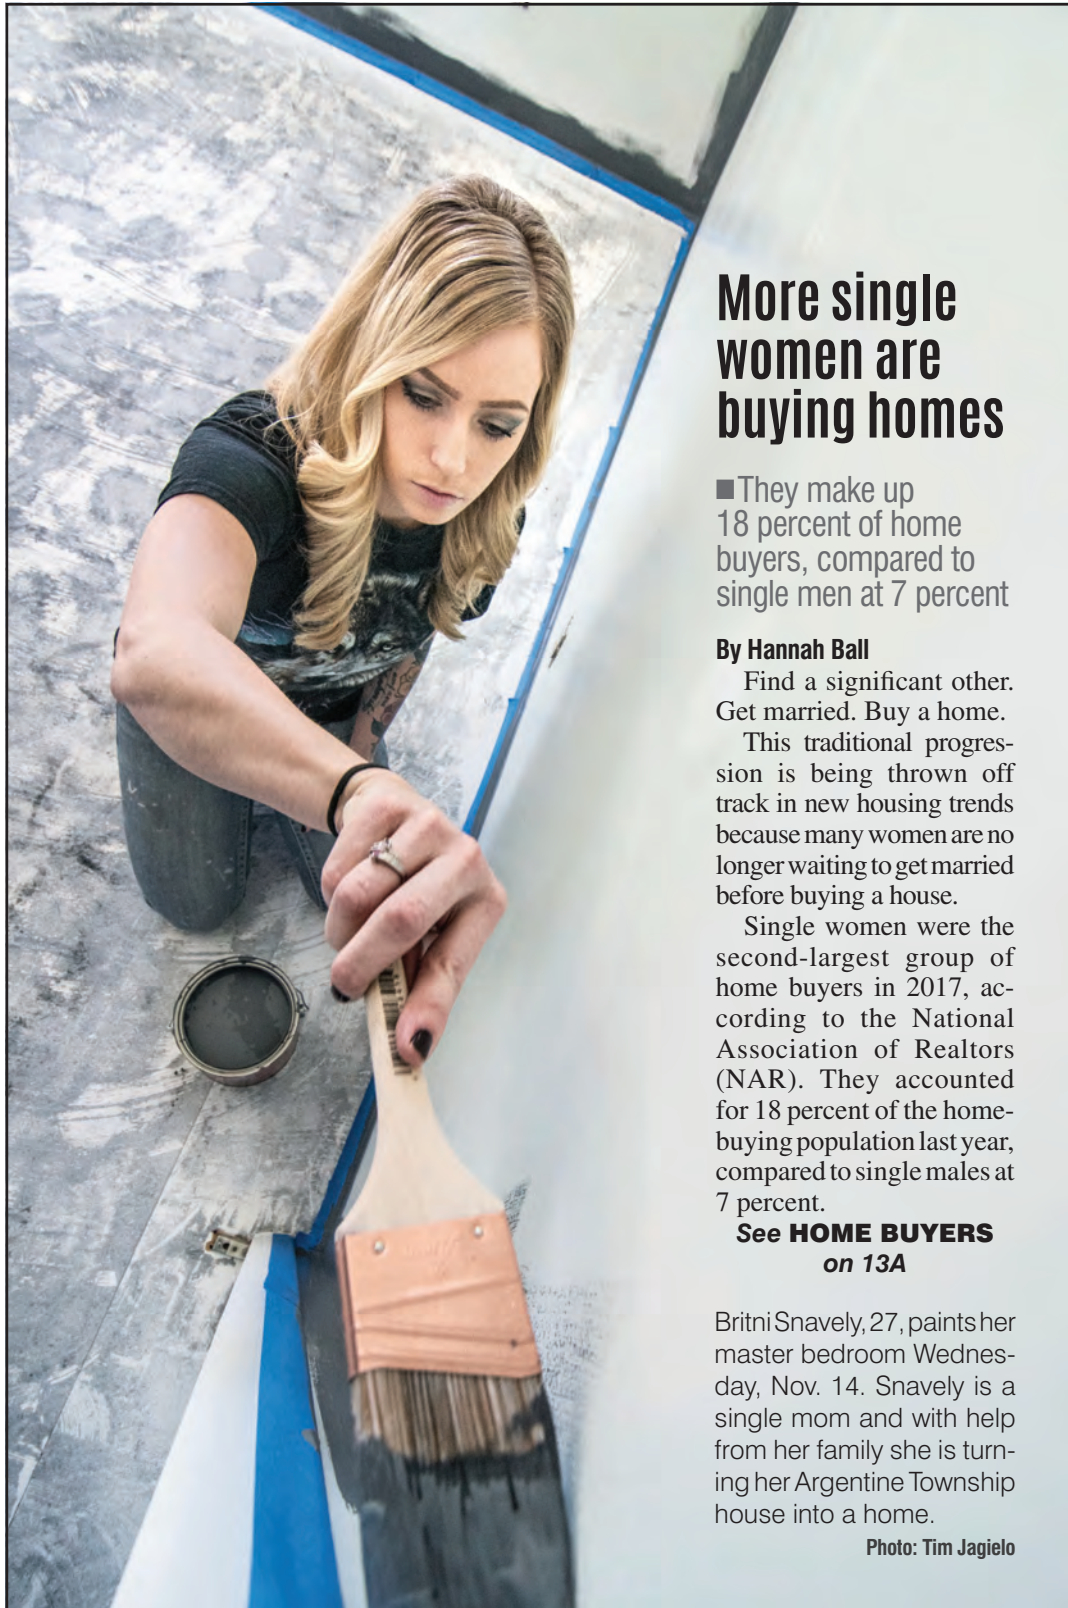 More single
women are
buying homes
■They make up
18 percent of home
buyers, compared to
single men at 7 percent
By Hannah Ball
Find a significant other.
Get married. Buy a home.
This traditional progres-
sion is being thrown off
track in new housing trends
because many women are no
longer waiting to get married
before buying a house.
Single women were the
second-largest group of
home buyers in 2017, ac-
cording to the National
Association of Realtors
(NAR). They accounted
for 18 percent of the home-
buying population last year,
compared to single males at
7 percent.
See HOME BUYERS
on 13A
Britni Snavely, 27, paints her
master bedroom Wednes-
day, Nov. 14. Snavely is a
single mom and with help
from her family she is turn-
ing her Argentine Township
house into a home.
Photo: Tim Jagielo